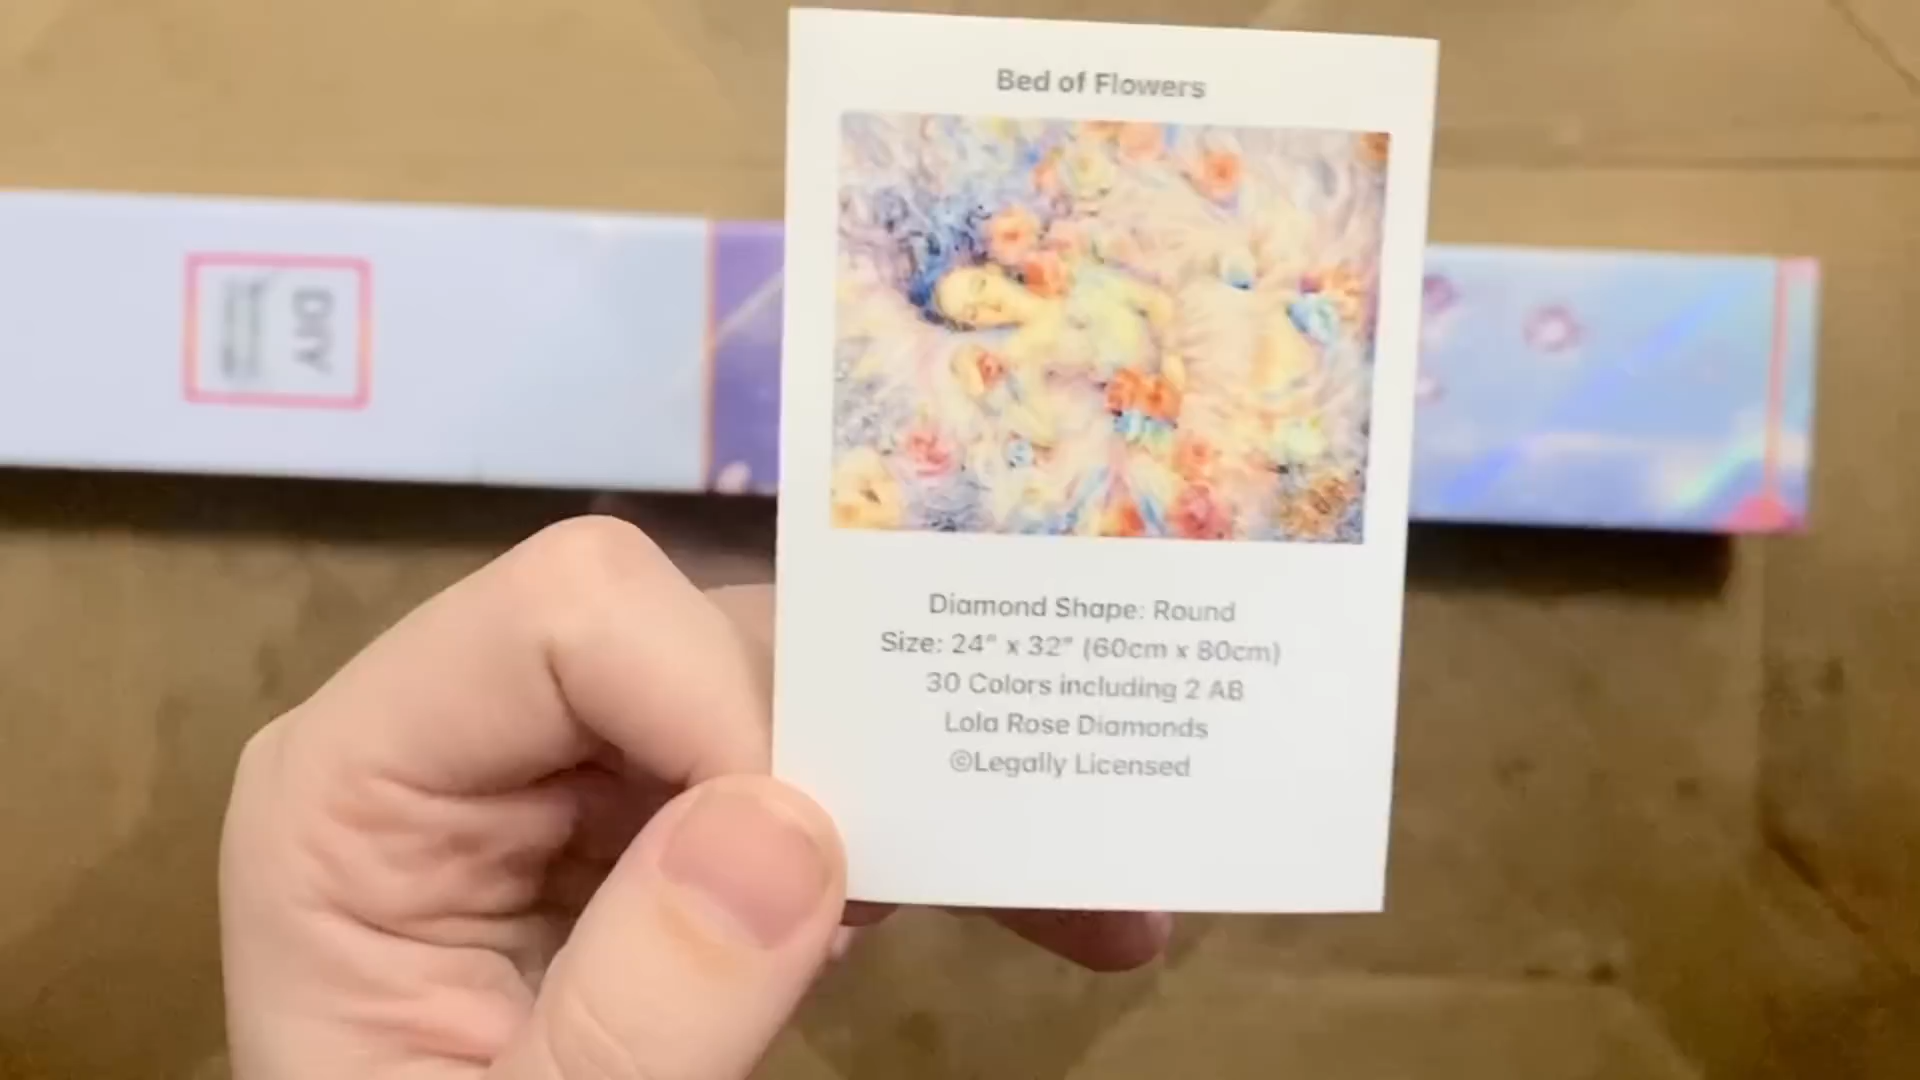 Bed of Flowers
Diamond Shape: Round
Size: 24" x 32" (60cm x 80cm)
30 Colors including 2 AB
Lola Rose Diamonds
©Legally Licensed
DIY